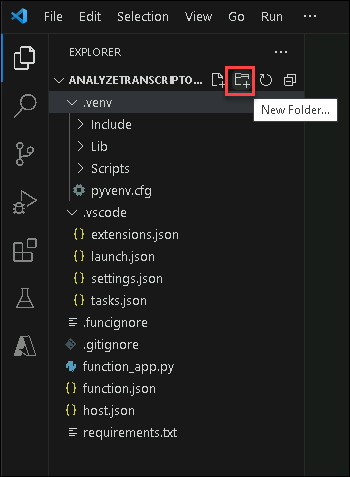 File Edit Selection View Go Run ···
EXPLORER ···
ANALYZETRANSCRIPTO...
.venv
New Folder...
Include
Lib
Scripts
pyvenv.cfg
.vscode
{} extensions.json
{} launch.json
{} settings.json
{} tasks.json
.funcignore
.gitignore
function_app.py
{} function.json
{} host.json
requirements.txt